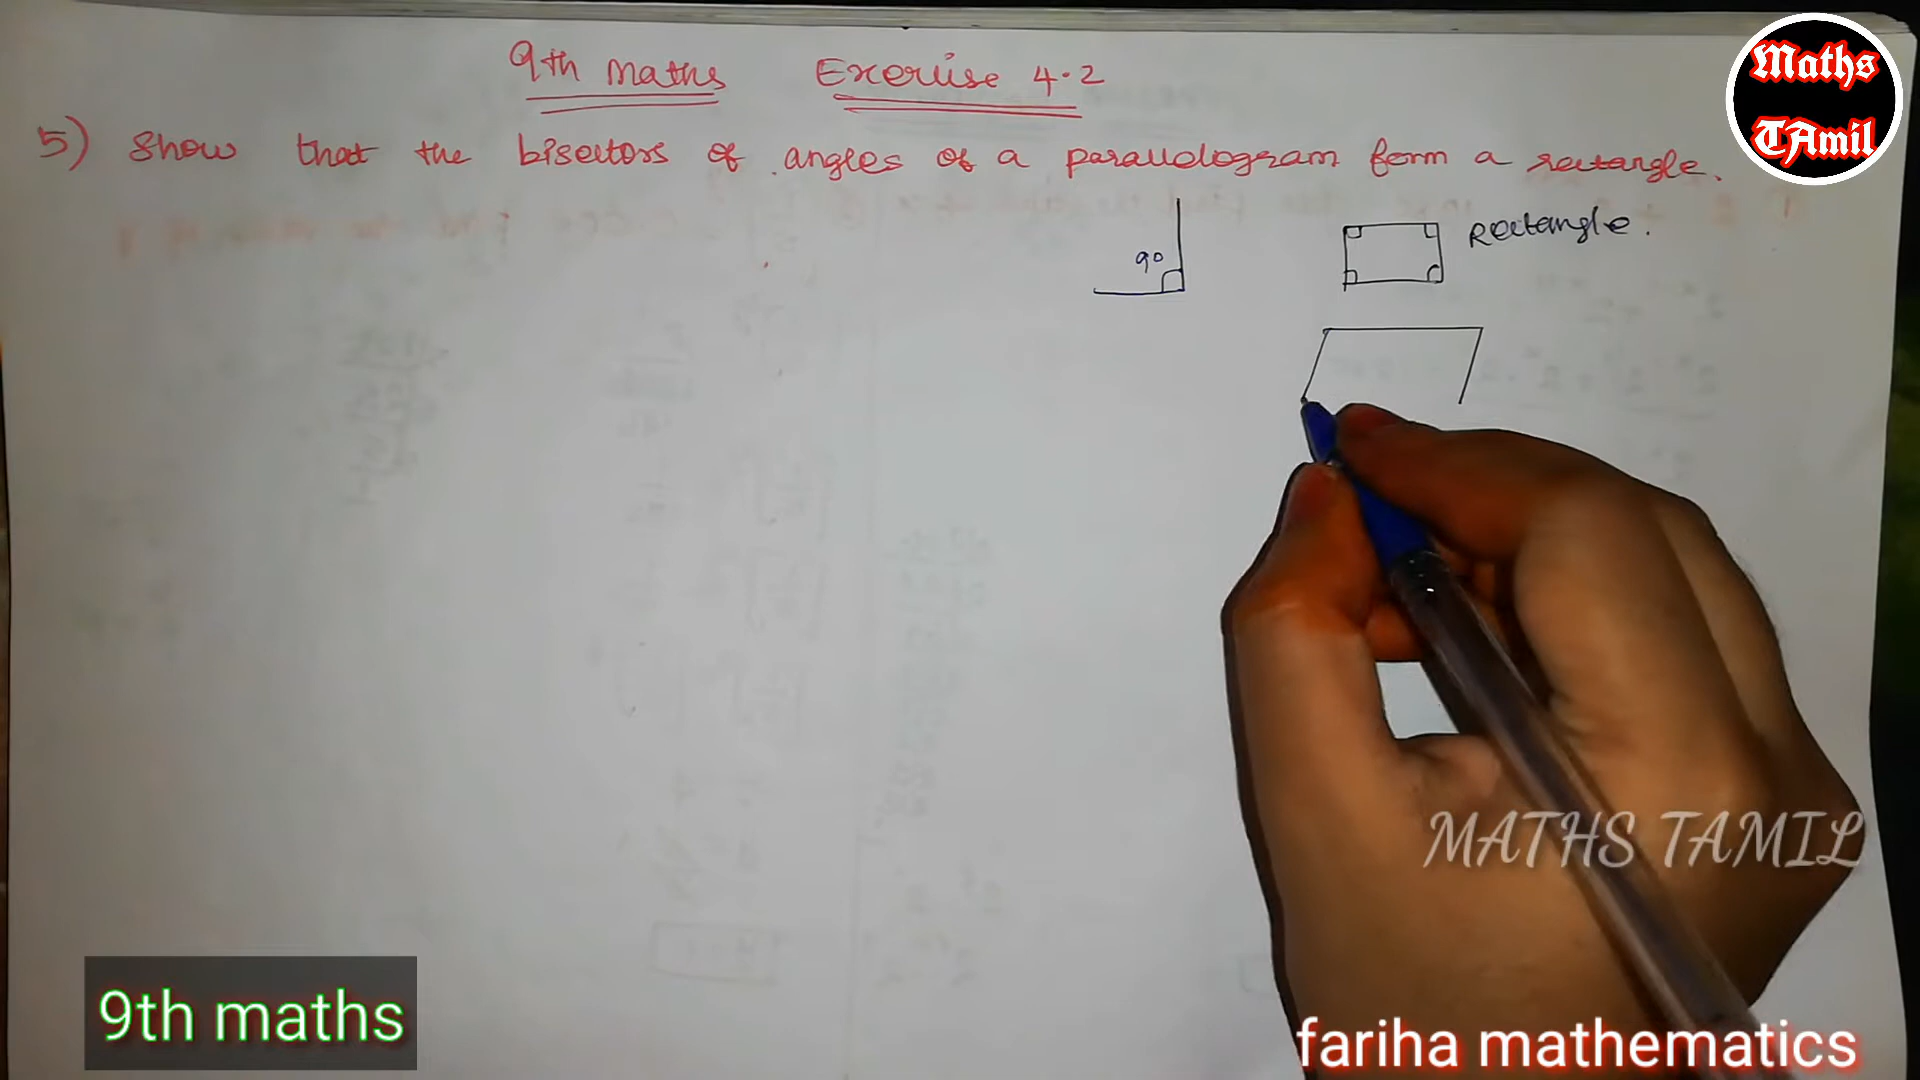 9th Maths Exercise 4.2
5) Show that the bisectors of angles of a parallelogram form a rectangle.
90
Rectangle.
Maths
TAmil
MATHS TAMIL
9th maths
fariha mathematics